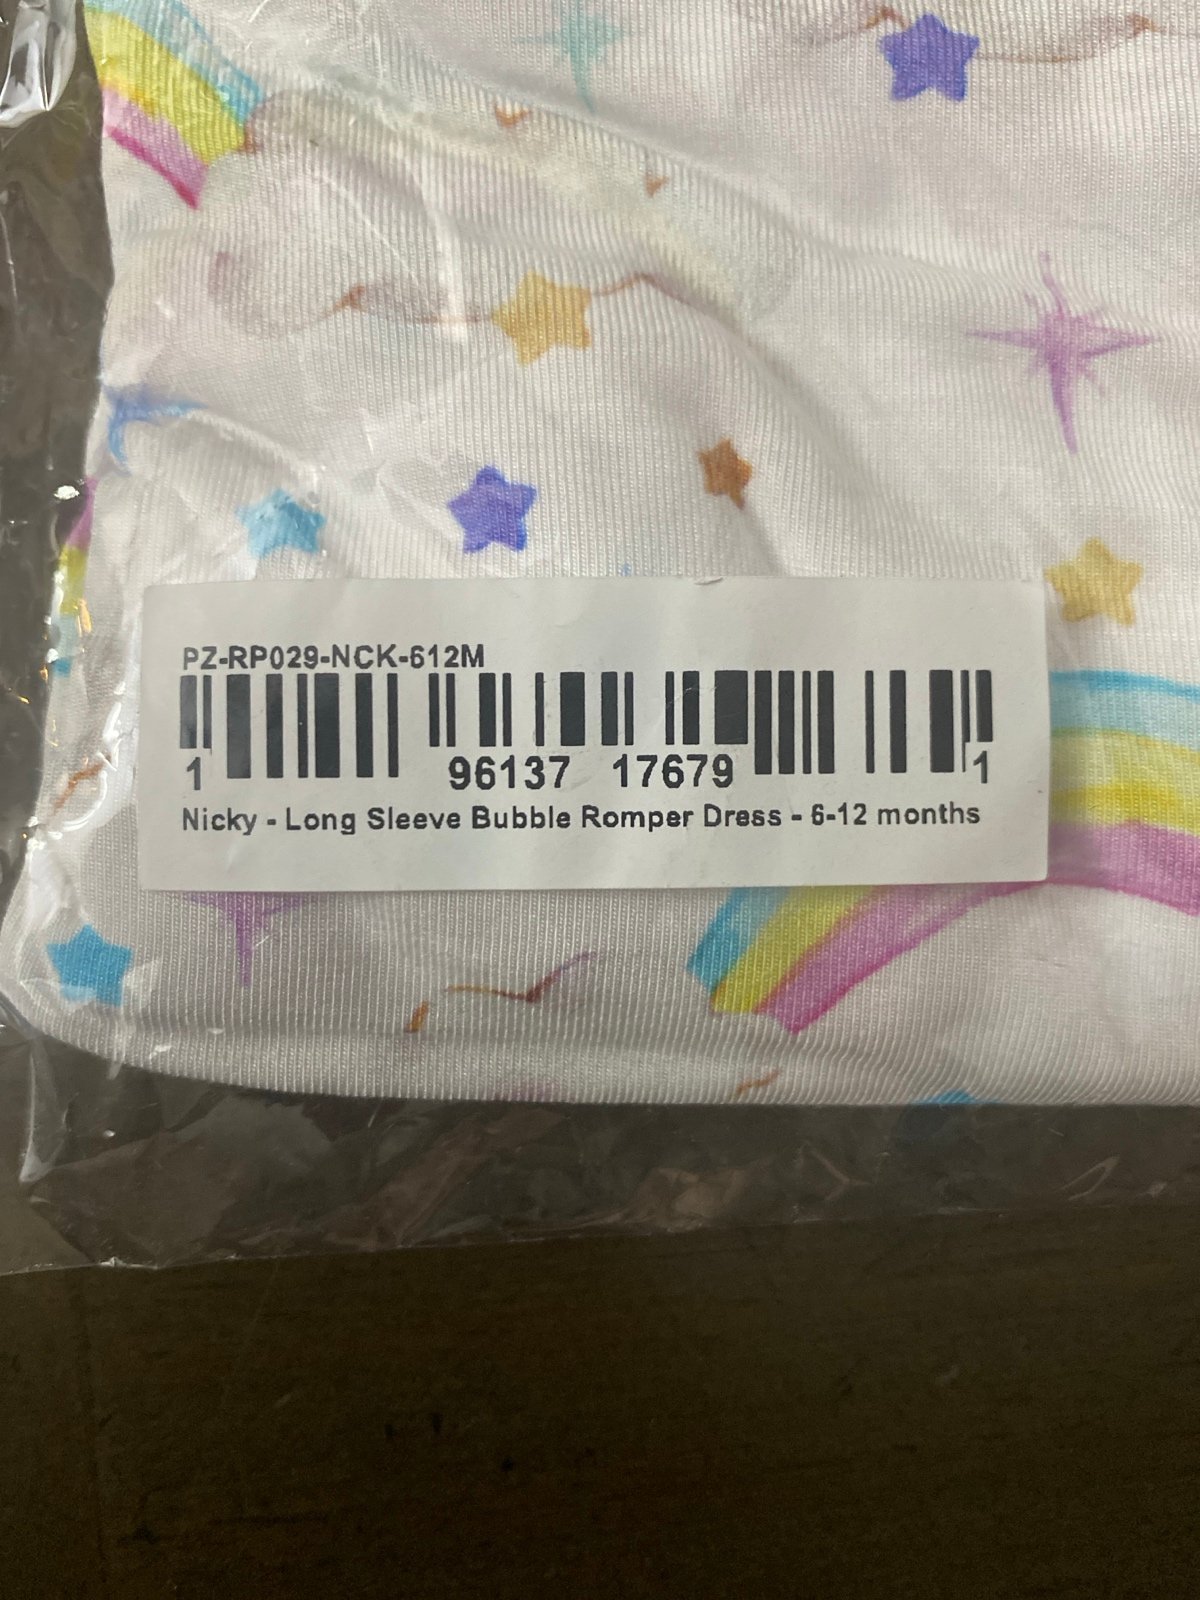 PZ-RP029-NCK-612M
1 96137 17679 1
Nicky - Long Sleeve Bubble Romper Dress - 6-12 months